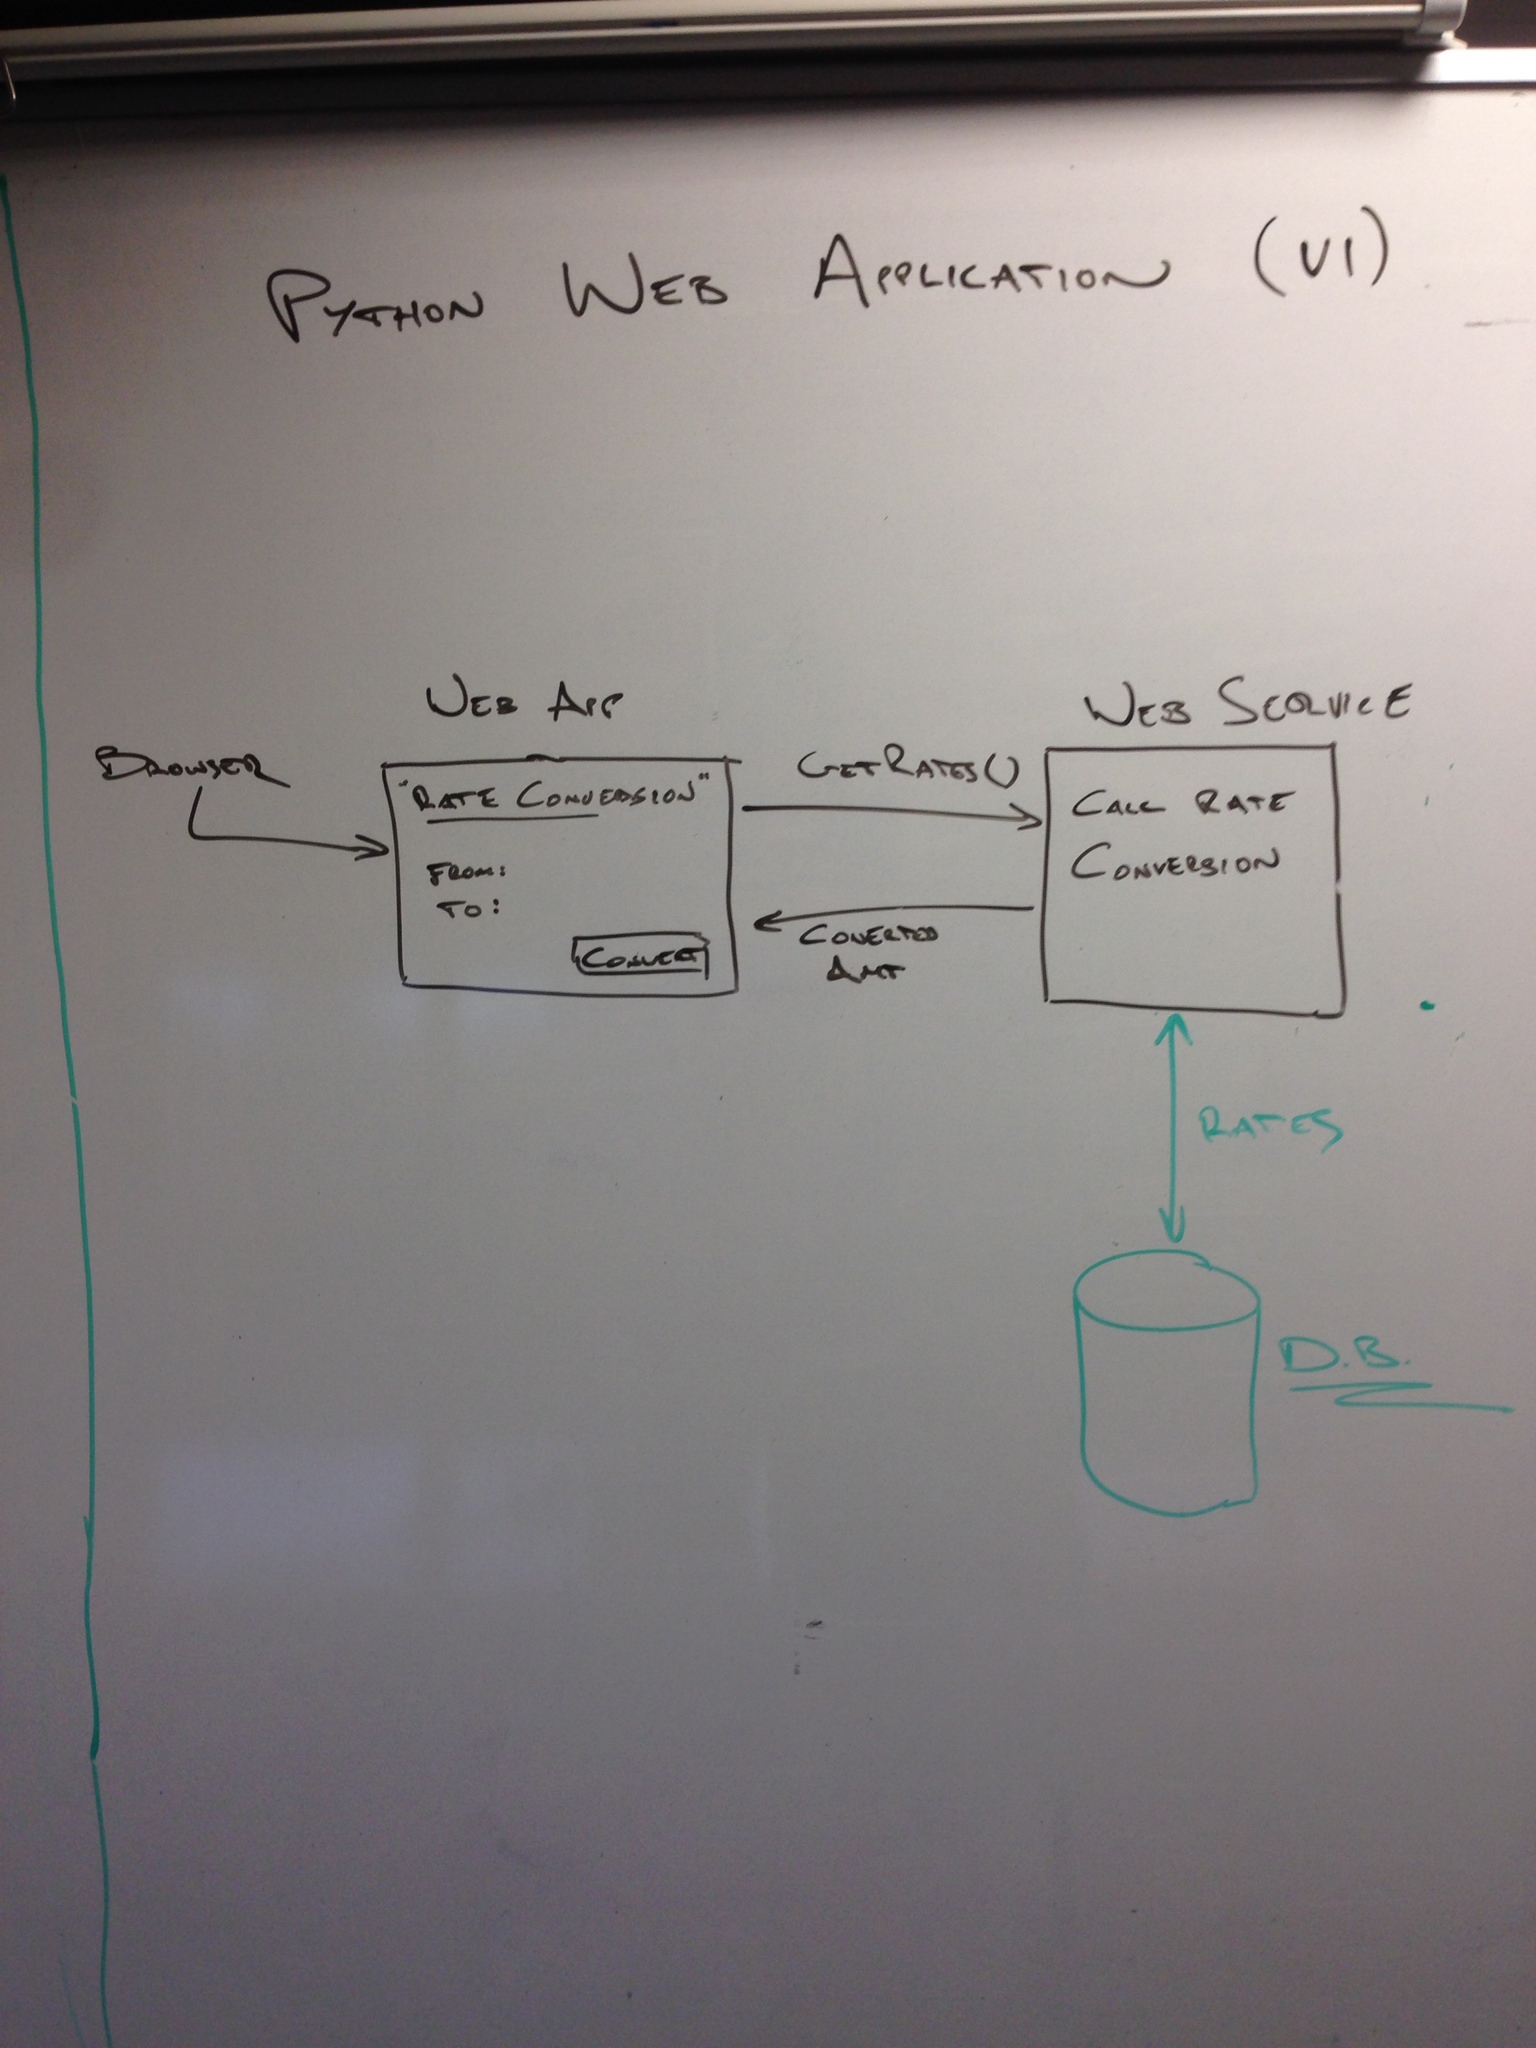 PYTHON WEB APPLICATION (V1)
WEB APP
WEB SERVICE
BROWSER
"RATE CONVERSION"
FROM:
TO:
CONVERT
GETRATES()
CONERTED
AMT
CALL RATE
CONVERSION
RATES
D.B.